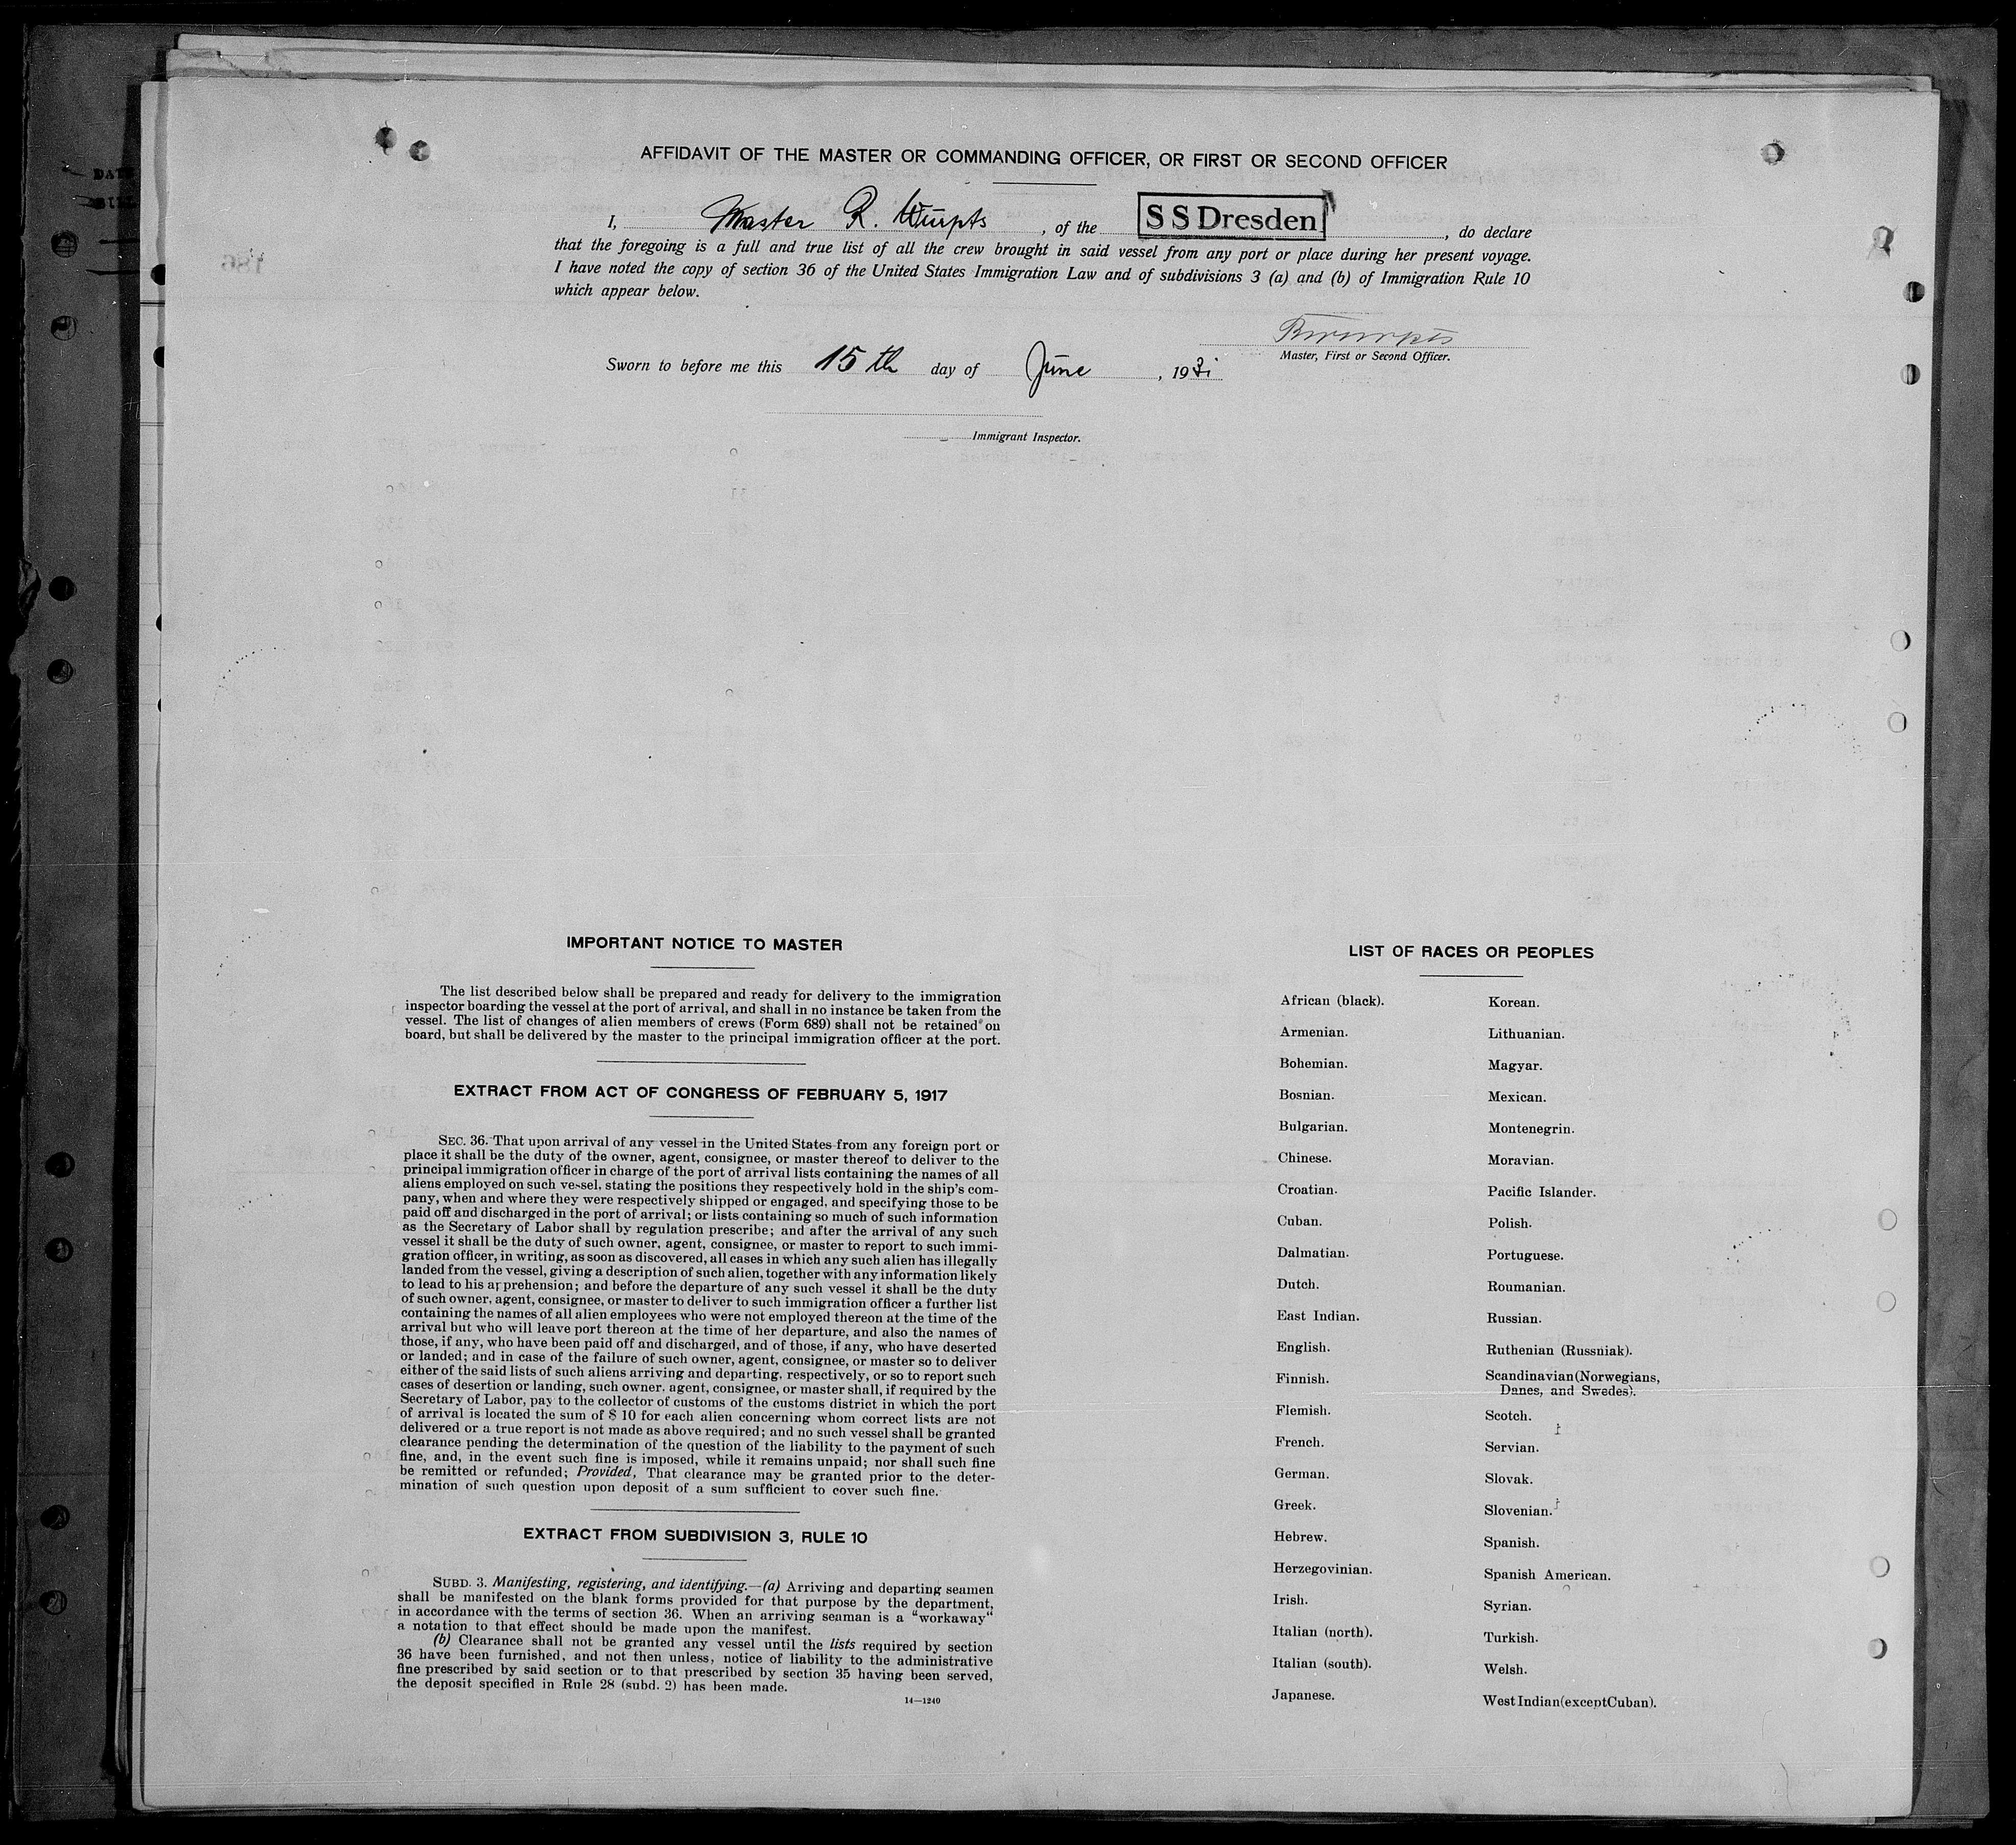 DAT
AFFIDAVIT OF THE MASTER OR COMMANDING OFFICER, OR FIRST OR SECOND OFFICER
I, Master R. Wurpts, of the SS Dresden, do declare
that the foregoing is a full and true list of all the crew brought in said vessel from any port or place during her present voyage.
I have noted the copy of section 36 of the United States Immigration Law and of subdivisions 3 (a) and (b) of Immigration Rule 10
which appear below.
Master, First or Second Officer.
Sworn to before me this 15th day of June, 1931
Immigrant Inspector.
IMPORTANT NOTICE TO MASTER
The list described below shall be prepared and ready for delivery to the immigration
inspector boarding the vessel at the port of arrival, and shall in no instance be taken from the
vessel. The list of changes of alien members of crews (Form 689) shall not be retained on
board, but shall be delivered by the master to the principal immigration officer at the port.
EXTRACT FROM ACT OF CONGRESS OF FEBRUARY 5, 1917
SEC. 36. That upon arrival of any vessel in the United States from any foreign port or
place it shall be the duty of the owner, agent, consignee, or master thereof to deliver to the
principal immigration officer in charge of the port of arrival lists containing the names of all
aliens employed on such vessel, stating the positions they respectively hold in the ship's com-
pany, when and where they were respectively shipped or engaged, and specifying those to be
paid off and discharged in the port of arrival; or lists containing so much of such information
as the Secretary of Labor shall by regulation prescribe; and after the arrival of any such
vessel it shall be the duty of such owner, agent, consignee, or master to report to such immi-
gration officer, in writing, as soon as discovered, all cases in which any such alien has illegally
landed from the vessel, giving a description of such alien, together with any information likely
to lead to his apprehension; and before the departure of any such vessel it shall be the duty
of such owner, agent, consignee, or master to deliver to such immigration officer a further list
containing the names of all alien employees who were not employed thereon at the time of the
arrival but who will leave port thereon at the time of her departure, and also the names of
those, if any, who have been paid off and discharged, and of those, if any, who have deserted
or landed; and in case of the failure of such owner, agent, consignee, or master so to deliver
either of the said lists of such aliens arriving and departing, respectively, or so to report such
cases of desertion or landing, such owner, agent, consignee, or master shall, if required by the
Secretary of Labor, pay to the collector of customs of the customs district in which the port
of arrival is located the sum of $ 10 for each alien concerning whom correct lists are not
delivered or a true report is not made as above required; and no such vessel shall be granted
clearance pending the determination of the question of the liability to the payment of such
fine, and, in the event such fine is imposed, while it remains unpaid; nor shall such fine
be remitted or refunded; Provided, That clearance may be granted prior to the deter-
mination of such question upon deposit of a sum sufficient to cover such fine.
EXTRACT FROM SUBDIVISION 3, RULE 10
SUBD. 3. Manifesting, registering, and identifying.—(a) Arriving and departing seamen
shall be manifested on the blank forms provided for that purpose by the department,
in accordance with the terms of section 36. When an arriving seaman is a “workaway“
a notation to that effect should be made upon the manifest.
(b) Clearance shall not be granted any vessel until the lists required by section
36 have been furnished, and not then unless, notice of liability to the administrative
fine prescribed by said section or to that prescribed by section 35 having been served,
the deposit specified in Rule 28 (subd. 2) has been made.
14—1240
LIST OF RACES OR PEOPLES
African (black).
Armenian.
Bohemian.
Bosnian.
Bulgarian.
Chinese.
Croatian.
Cuban.
Dalmatian.
Dutch.
East Indian.
English.
Finnish.
Flemish.
French.
German.
Greek.
Hebrew.
Herzegovinian.
Irish.
Italian (north).
Italian (south).
Japanese.
Korean.
Lithuanian.
Magyar.
Mexican.
Montenegrin.
Moravian.
Pacific Islander.
Polish.
Portuguese.
Roumanian.
Russian.
Ruthenian (Russniak).
Scandinavian(Norwegians,
Danes, and Swedes).
Scotch.
Servian.
Slovak.
Slovenian.
Spanish.
Spanish American.
Syrian.
Turkish.
Welsh.
West Indian(except Cuban).